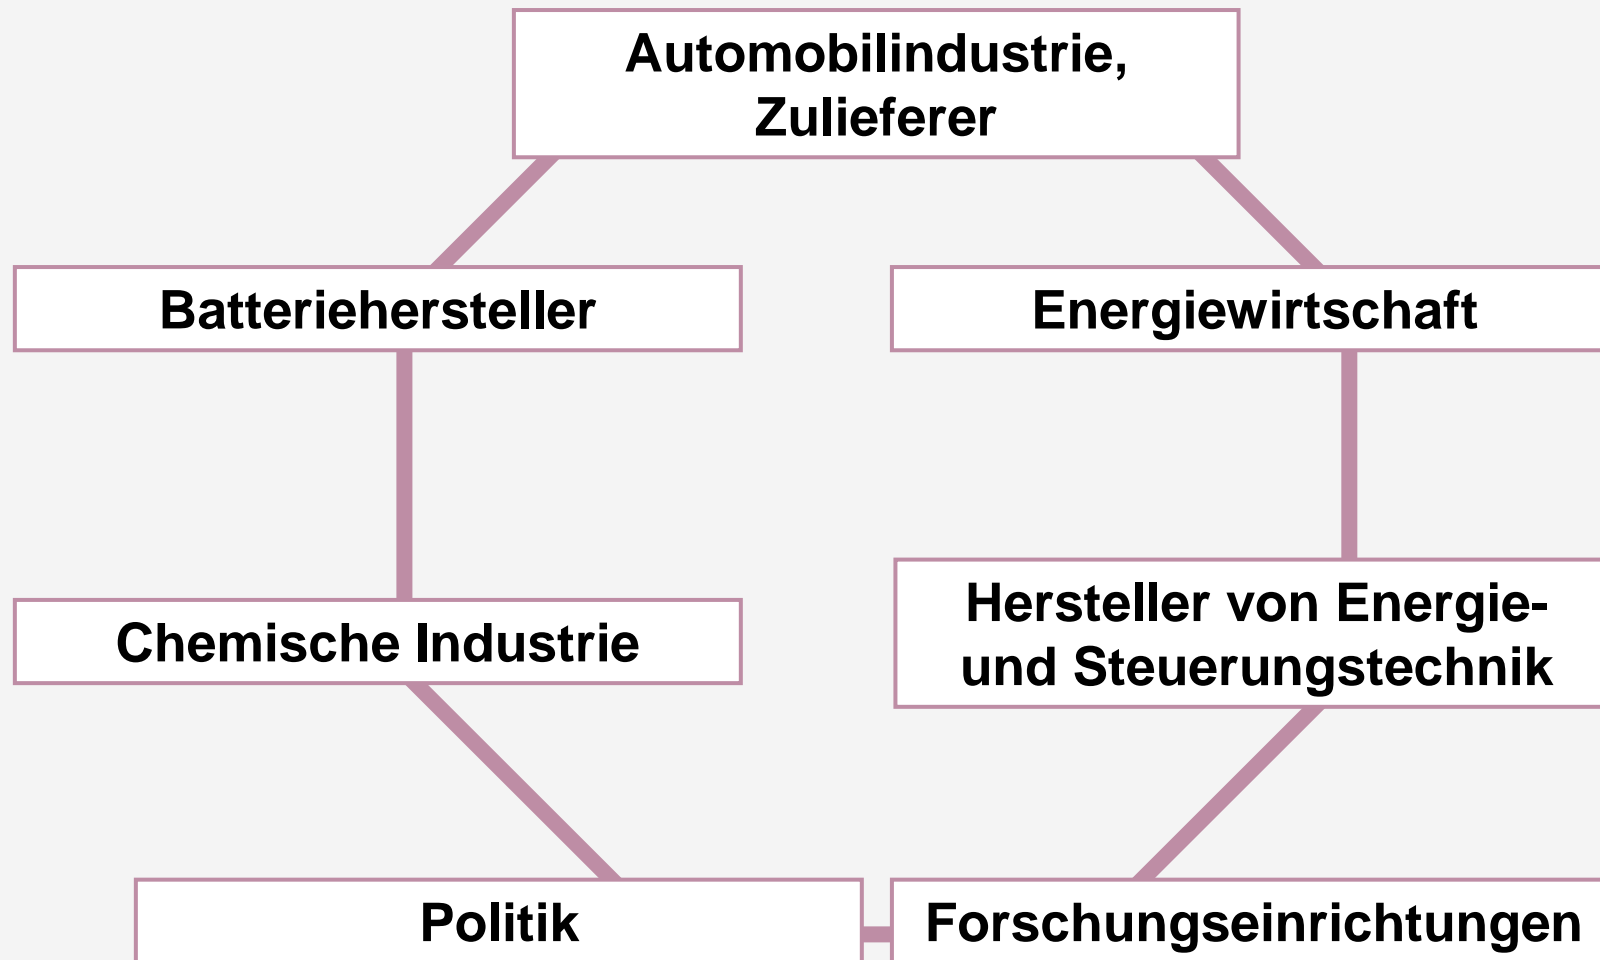 Automobilindustrie,
Zulieferer
Batteriehersteller
Energiewirtschaft
Chemische Industrie
Hersteller von Energie-
und Steuerungstechnik
Politik
Forschungseinrichtungen